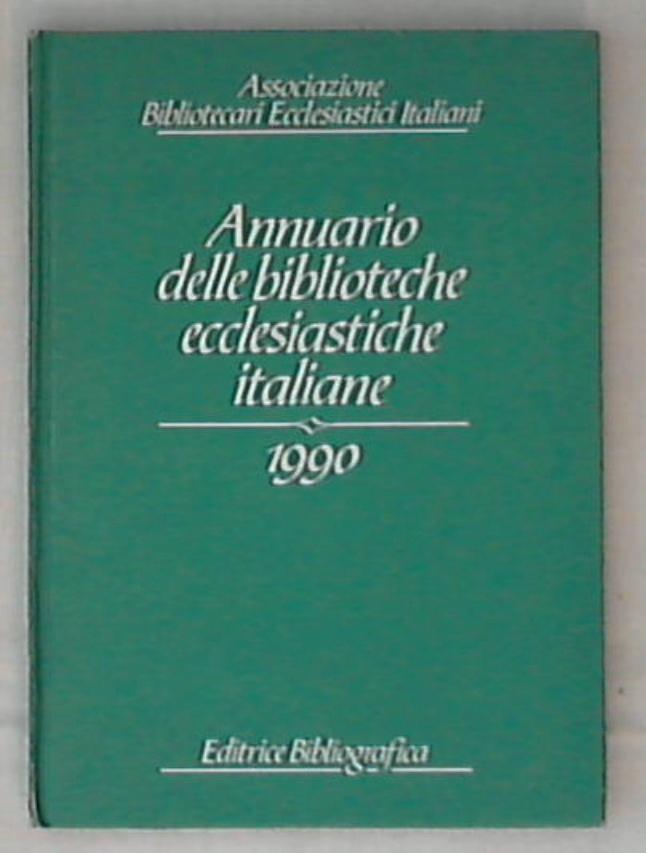 Associazione
Bibliotecari Ecclesiastici Italiani
Annuario
delle biblioteche
ecclesiastiche
italiane
1990
Editrice Bibliografica